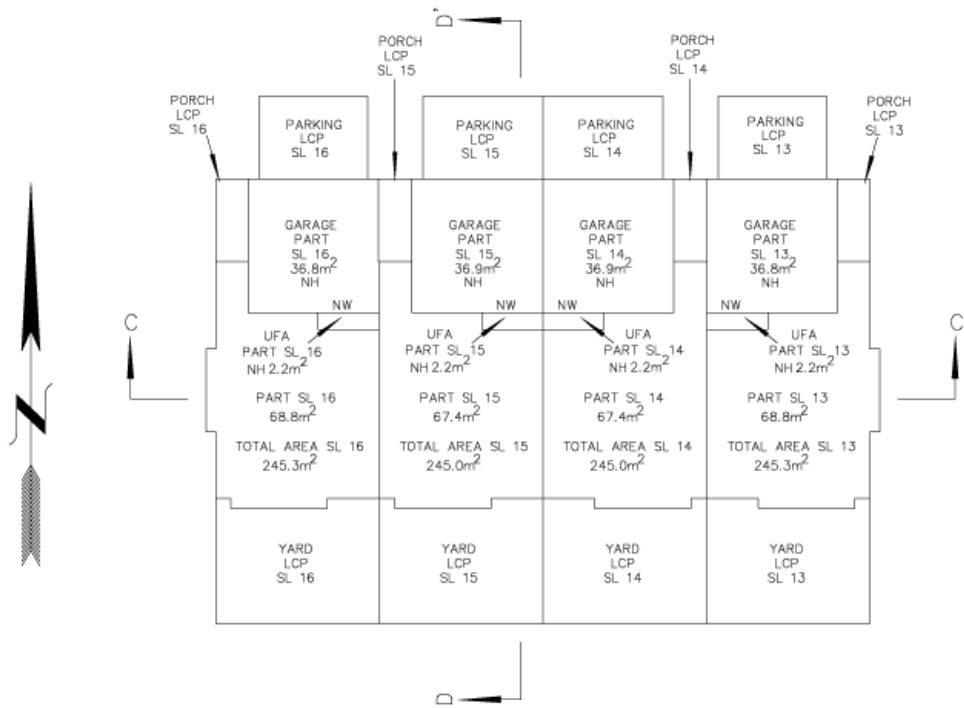 D'
PORCH
LCP
SL 15
PORCH
LCP
SL 14
PORCH
LCP
SL 16
PORCH
LCP
SL 13
PARKING
LCP
SL 16
PARKING
LCP
SL 15
PARKING
LCP
SL 14
PARKING
LCP
SL 13
GARAGE
PART
SL 16
36.8m²
NH
GARAGE
PART
SL 15
36.9m²
NH
GARAGE
PART
SL 14
36.9m²
NH
GARAGE
PART
SL 13
36.8m²
NH
N
C
C'
NW
NW
NW
NW
UFA
PART SL 16
NH 2.2m²
UFA
PART SL 15
NH 2.2m²
UFA
PART SL 14
NH 2.2m²
UFA
PART SL 13
NH 2.2m²
PART SL 16
68.8m²
PART SL 15
67.4m²
PART SL 14
67.4m²
PART SL 13
68.8m²
TOTAL AREA SL 16
245.3m²
TOTAL AREA SL 15
245.0m²
TOTAL AREA SL 14
245.0m²
TOTAL AREA SL 13
245.3m²
YARD
LCP
SL 16
YARD
LCP
SL 15
YARD
LCP
SL 14
YARD
LCP
SL 13
D